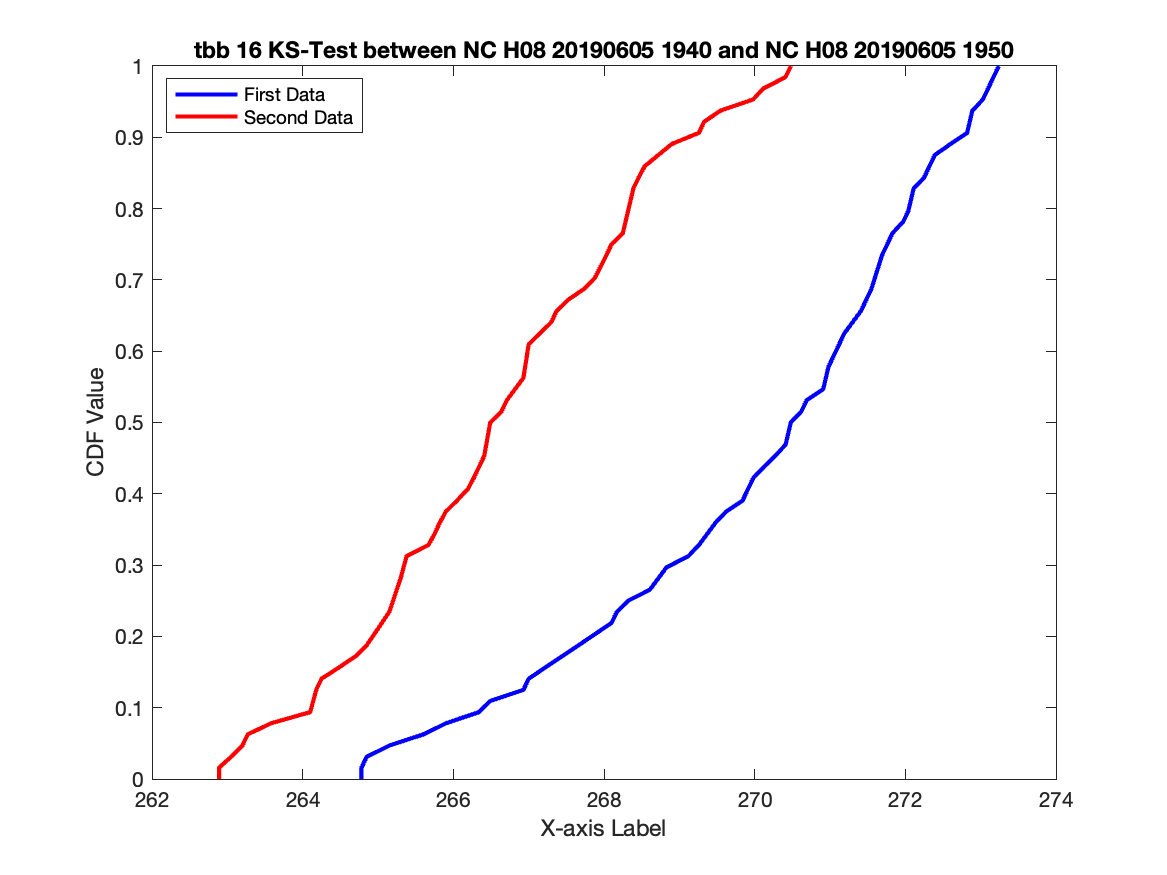 tbb 16 KS-Test between NC H08 20190605 1940 and NC H08 20190605 1950
First Data
Second Data
1
0.9
0.8
0.7
0.6
0.5
0.4
0.3
0.2
0.1
0
CDF Value
262 264 266 268 270 272 274
X-axis Label